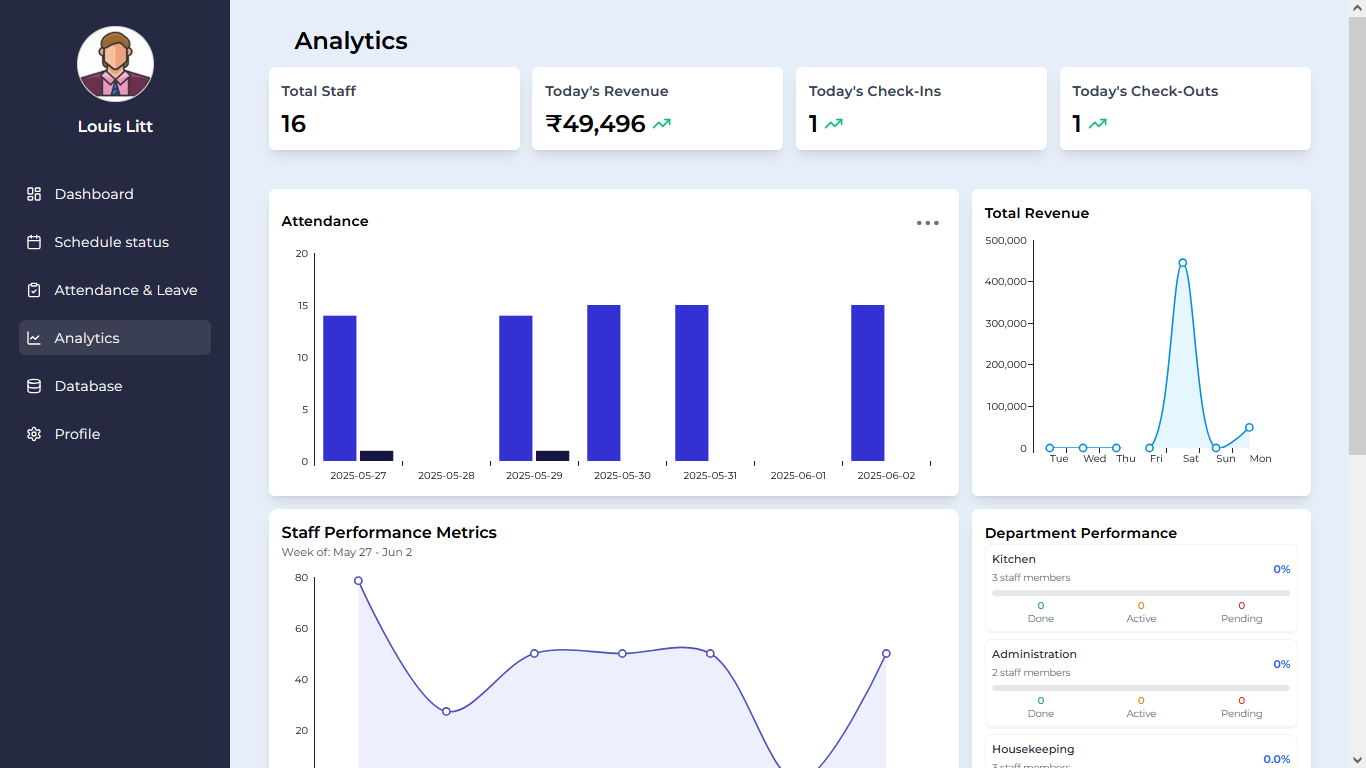 Louis Litt
Dashboard
Schedule status
Attendance & Leave
Analytics
Database
Profile
Analytics
Total Staff
16
Today's Revenue
₹49,496
Today's Check-Ins
1
Today's Check-Outs
1
Attendance
20
15
10
5
0
2025-05-27 2025-05-28 2025-05-29 2025-05-30 2025-05-31 2025-06-01 2025-06-02
Total Revenue
500,000
400,000
300,000
200,000
100,000
0
Tue Wed Thu Fri Sat Sun Mon
Staff Performance Metrics
Week of: May 27 - Jun 2
80
60
40
20
Department Performance
Kitchen
3 staff members
0%
0 0 0
Done Active Pending
Administration
2 staff members
0%
0 0 0
Done Active Pending
Housekeeping
3 staff members
0.0%